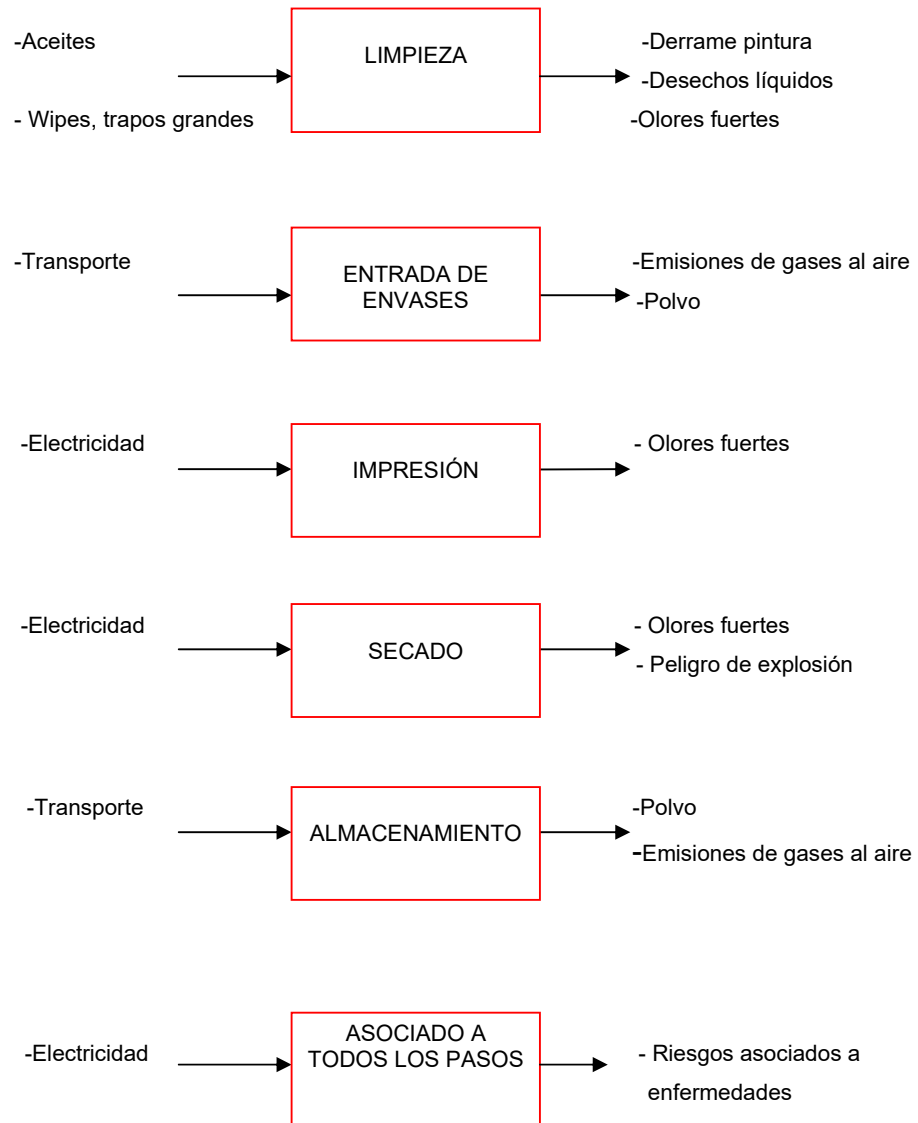 -Aceites
- Wipes, trapos grandes
LIMPIEZA
-Derrame pintura
-Desechos líquidos
-Olores fuertes
-Transporte
ENTRADA DE
ENVASES
-Emisiones de gases al aire
-Polvo
-Electricidad
IMPRESIÓN
- Olores fuertes
-Electricidad
SECADO
- Olores fuertes
- Peligro de explosión
-Transporte
ALMACENAMIENTO
-Polvo
-Emisiones de gases al aire
-Electricidad
ASOCIADO A
TODOS LOS PASOS
- Riesgos asociados a
enfermedades